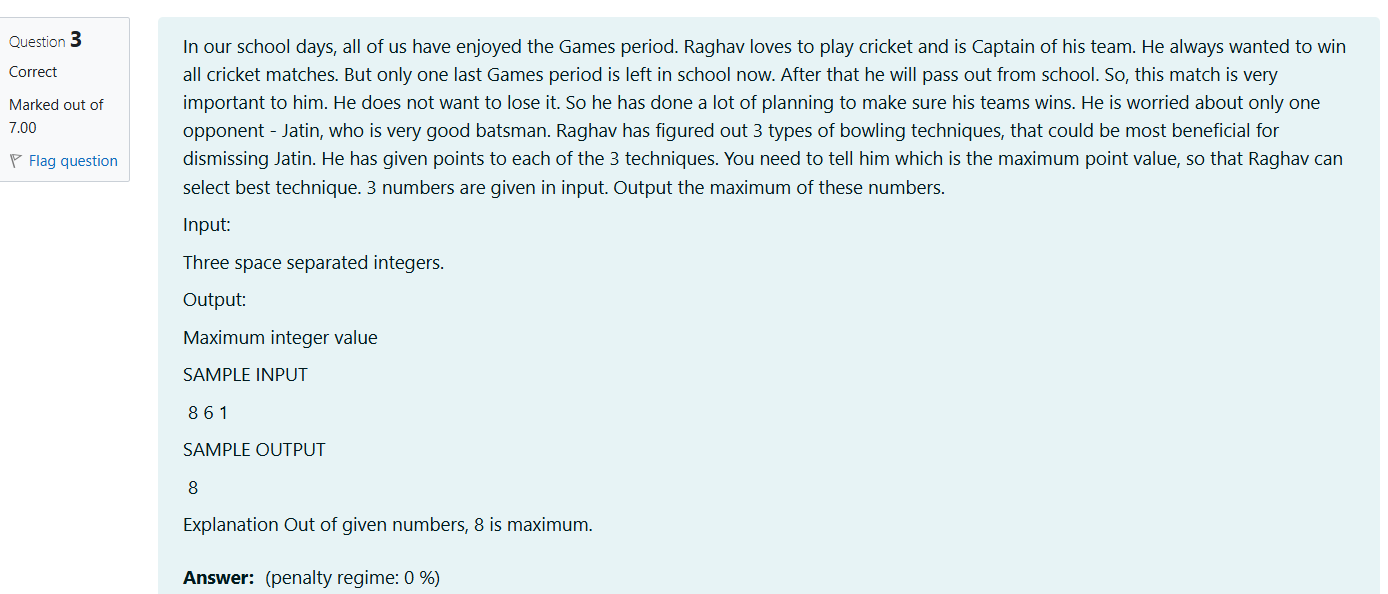 Question 3
Correct
Marked out of
7.00
Flag question
In our school days, all of us have enjoyed the Games period. Raghav loves to play cricket and is Captain of his team. He always wanted to win
all cricket matches. But only one last Games period is left in school now. After that he will pass out from school. So, this match is very
important to him. He does not want to lose it. So he has done a lot of planning to make sure his teams wins. He is worried about only one
opponent - Jatin, who is very good batsman. Raghav has figured out 3 types of bowling techniques, that could be most beneficial for
dismissing Jatin. He has given points to each of the 3 techniques. You need to tell him which is the maximum point value, so that Raghav can
select best technique. 3 numbers are given in input. Output the maximum of these numbers.
Input:
Three space separated integers.
Output:
Maximum integer value
SAMPLE INPUT
8 6 1
SAMPLE OUTPUT
8
Explanation Out of given numbers, 8 is maximum.
Answer: (penalty regime: 0 %)